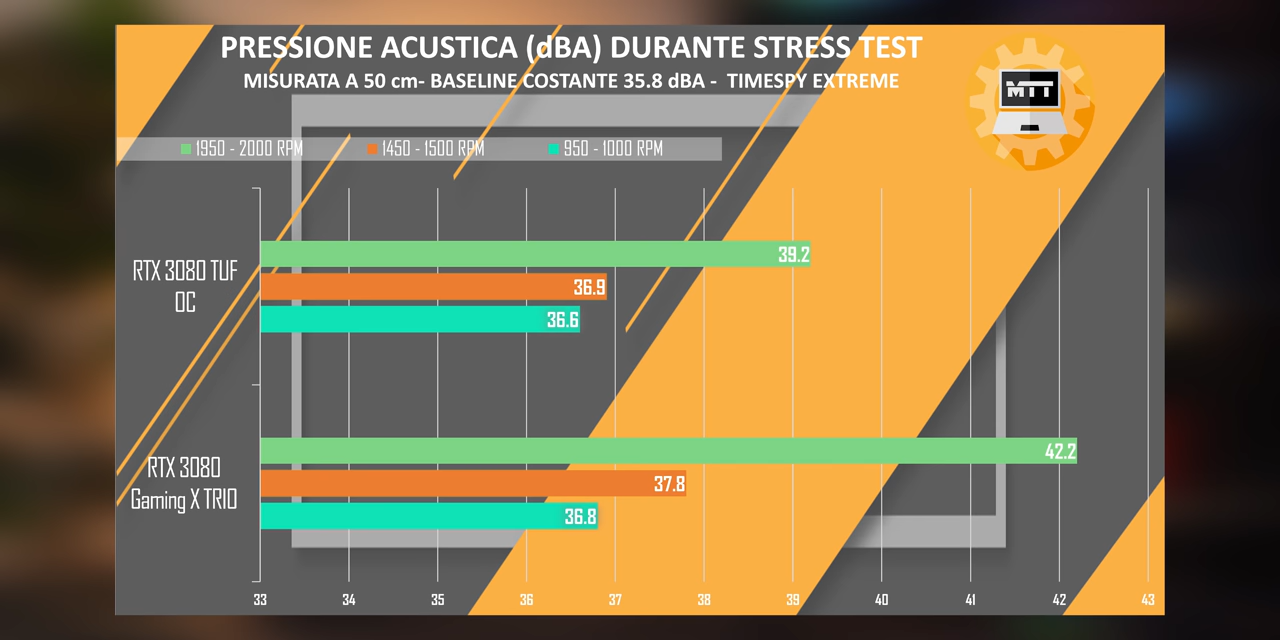 PRESSIONE ACUSTICA (dBA) DURANTE STRESS TEST
MISURATA A 50 cm- BASELINE COSTANTE 35.8 dBA - TIMESPY EXTREME
MTT
1950 - 2000 RPM 1450 - 1500 RPM 950 - 1000 RPM
RTX 3080 TUF
OC
39.2
36.9
36.6
RTX 3080
Gaming X TRIO
42.2
37.8
36.8
33 34 35 36 37 38 39 40 41 42 43